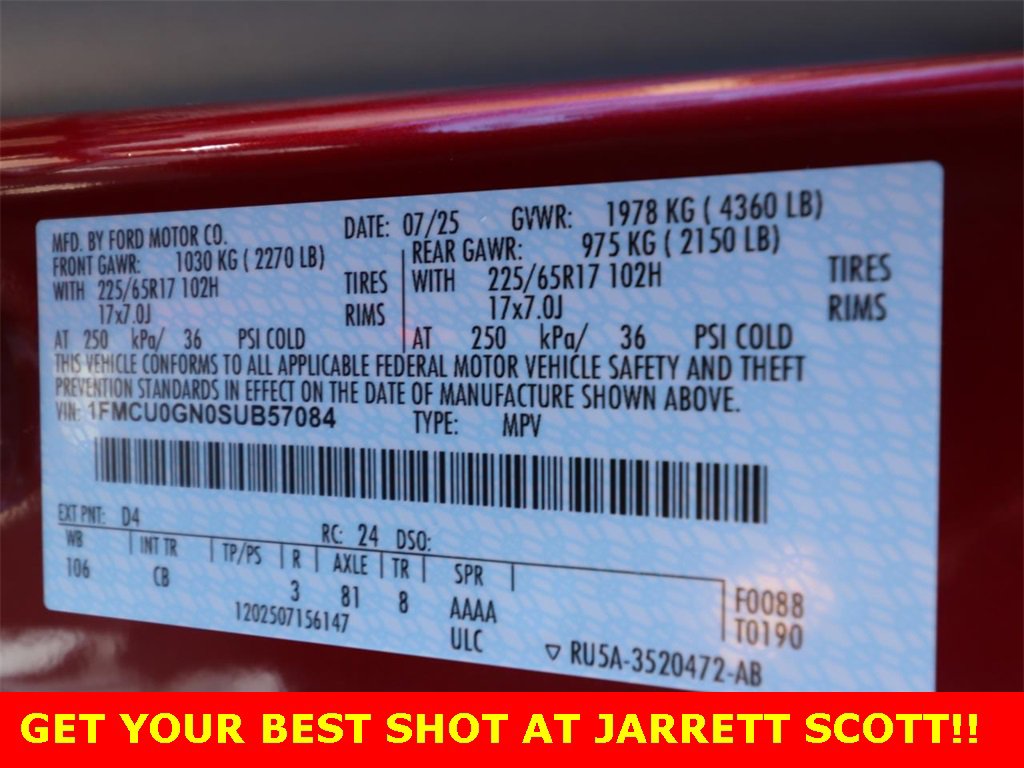 MFD. BY FORD MOTOR CO. DATE: 07/25 GVWR: 1978 KG ( 4360 LB)
FRONT GAWR: 1030 KG ( 2270 LB) REAR GAWR: 975 KG ( 2150 LB)
WITH 225/65R17 102H TIRES WITH 225/65R17 102H TIRES
17x7.0J RIMS 17x7.0J RIMS
AT 250 kPa/ 36 PSI COLD AT 250 kPa/ 36 PSI COLD
THIS VEHICLE CONFORMS TO ALL APPLICABLE FEDERAL MOTOR VEHICLE SAFETY AND THEFT
PREVENTION STANDARDS IN EFFECT ON THE DATE OF MANUFACTURE SHOWN ABOVE.
VIN: 1FMCU0GN0SUB57084 TYPE: MPV
EXT PNT: D4 RC: 24 DSO:
WB INT TR TP/PS R AXLE TR SPR
106 CB 3 81 8 AAAA F0088
1202507156147 ULC T0190
RU5A-3520472-AB
GET YOUR BEST SHOT AT JARRETT SCOTT!!